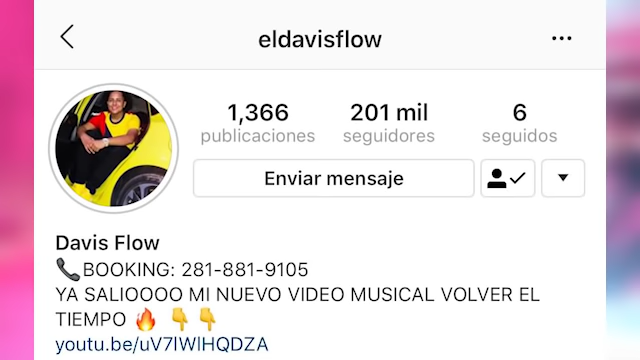 eldavisflow
1,366 201 mil 6
publicaciones seguidores seguidos
Enviar mensaje
Davis Flow
📞BOOKING: 281-881-9105
YA SALIOOOO MI NUEVO VIDEO MUSICAL VOLVER EL
TIEMPO 🔥 👇👇
youtu.be/uV7IWIHQDZA